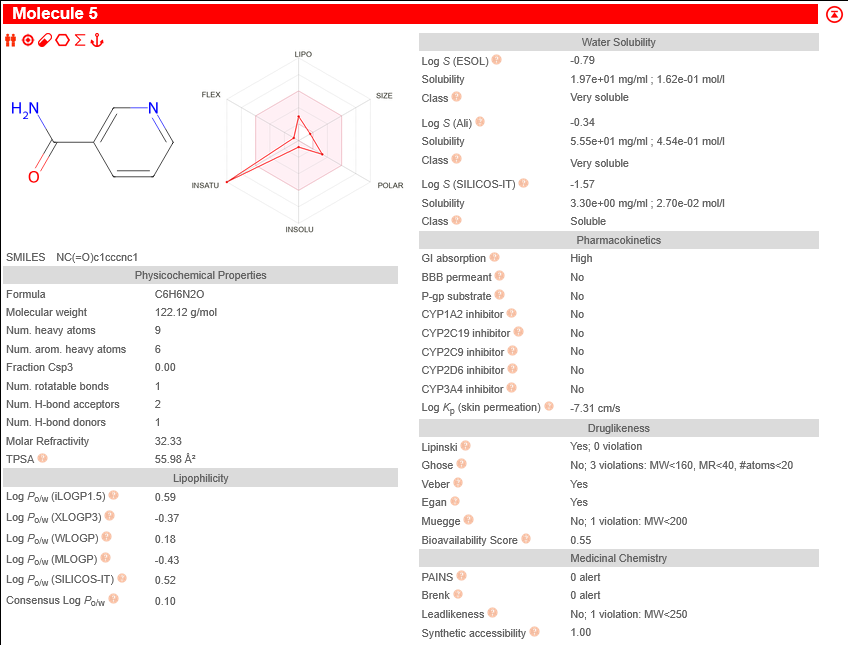 Molecule 5
H2N
N
O
LIPO
FLEX
SIZE
INSATU
POLAR
INSOLU
SMILES NC(=O)c1cccnc1
Physicochemical Properties
Formula C6H6N2O
Molecular weight 122.12 g/mol
Num. heavy atoms 9
Num. arom. heavy atoms 6
Fraction Csp3 0.00
Num. rotatable bonds 1
Num. H-bond acceptors 2
Num. H-bond donors 1
Molar Refractivity 32.33
TPSA ? 55.98 Å²
Lipophilicity
Log Po/w (iLOGP1.5) ? 0.59
Log Po/w (XLOGP3) ? -0.37
Log Po/w (WLOGP) ? 0.18
Log Po/w (MLOGP) ? -0.43
Log Po/w (SILICOS-IT) ? 0.52
Consensus Log Po/w ? 0.10
Water Solubility
Log S (ESOL) ? -0.79
Solubility 1.97e+01 mg/ml ; 1.62e-01 mol/l
Class ? Very soluble
Log S (Ali) ? -0.34
Solubility 5.55e+01 mg/ml ; 4.54e-01 mol/l
Class ? Very soluble
Log S (SILICOS-IT) ? -1.57
Solubility 3.30e+00 mg/ml ; 2.70e-02 mol/l
Class ? Soluble
Pharmacokinetics
GI absorption ? High
BBB permeant ? No
P-gp substrate ? No
CYP1A2 inhibitor ? No
CYP2C19 inhibitor ? No
CYP2C9 inhibitor ? No
CYP2D6 inhibitor ? No
CYP3A4 inhibitor ? No
Log Kp (skin permeation) ? -7.31 cm/s
Druglikeness
Lipinski ? Yes; 0 violation
Ghose ? No; 3 violations: MW<160, MR<40, #atoms<20
Veber ? Yes
Egan ? Yes
Muegge ? No; 1 violation: MW<200
Bioavailability Score ? 0.55
Medicinal Chemistry
PAINS ? 0 alert
Brenk ? 0 alert
Leadlikeness ? No; 1 violation: MW<250
Synthetic accessibility ? 1.00